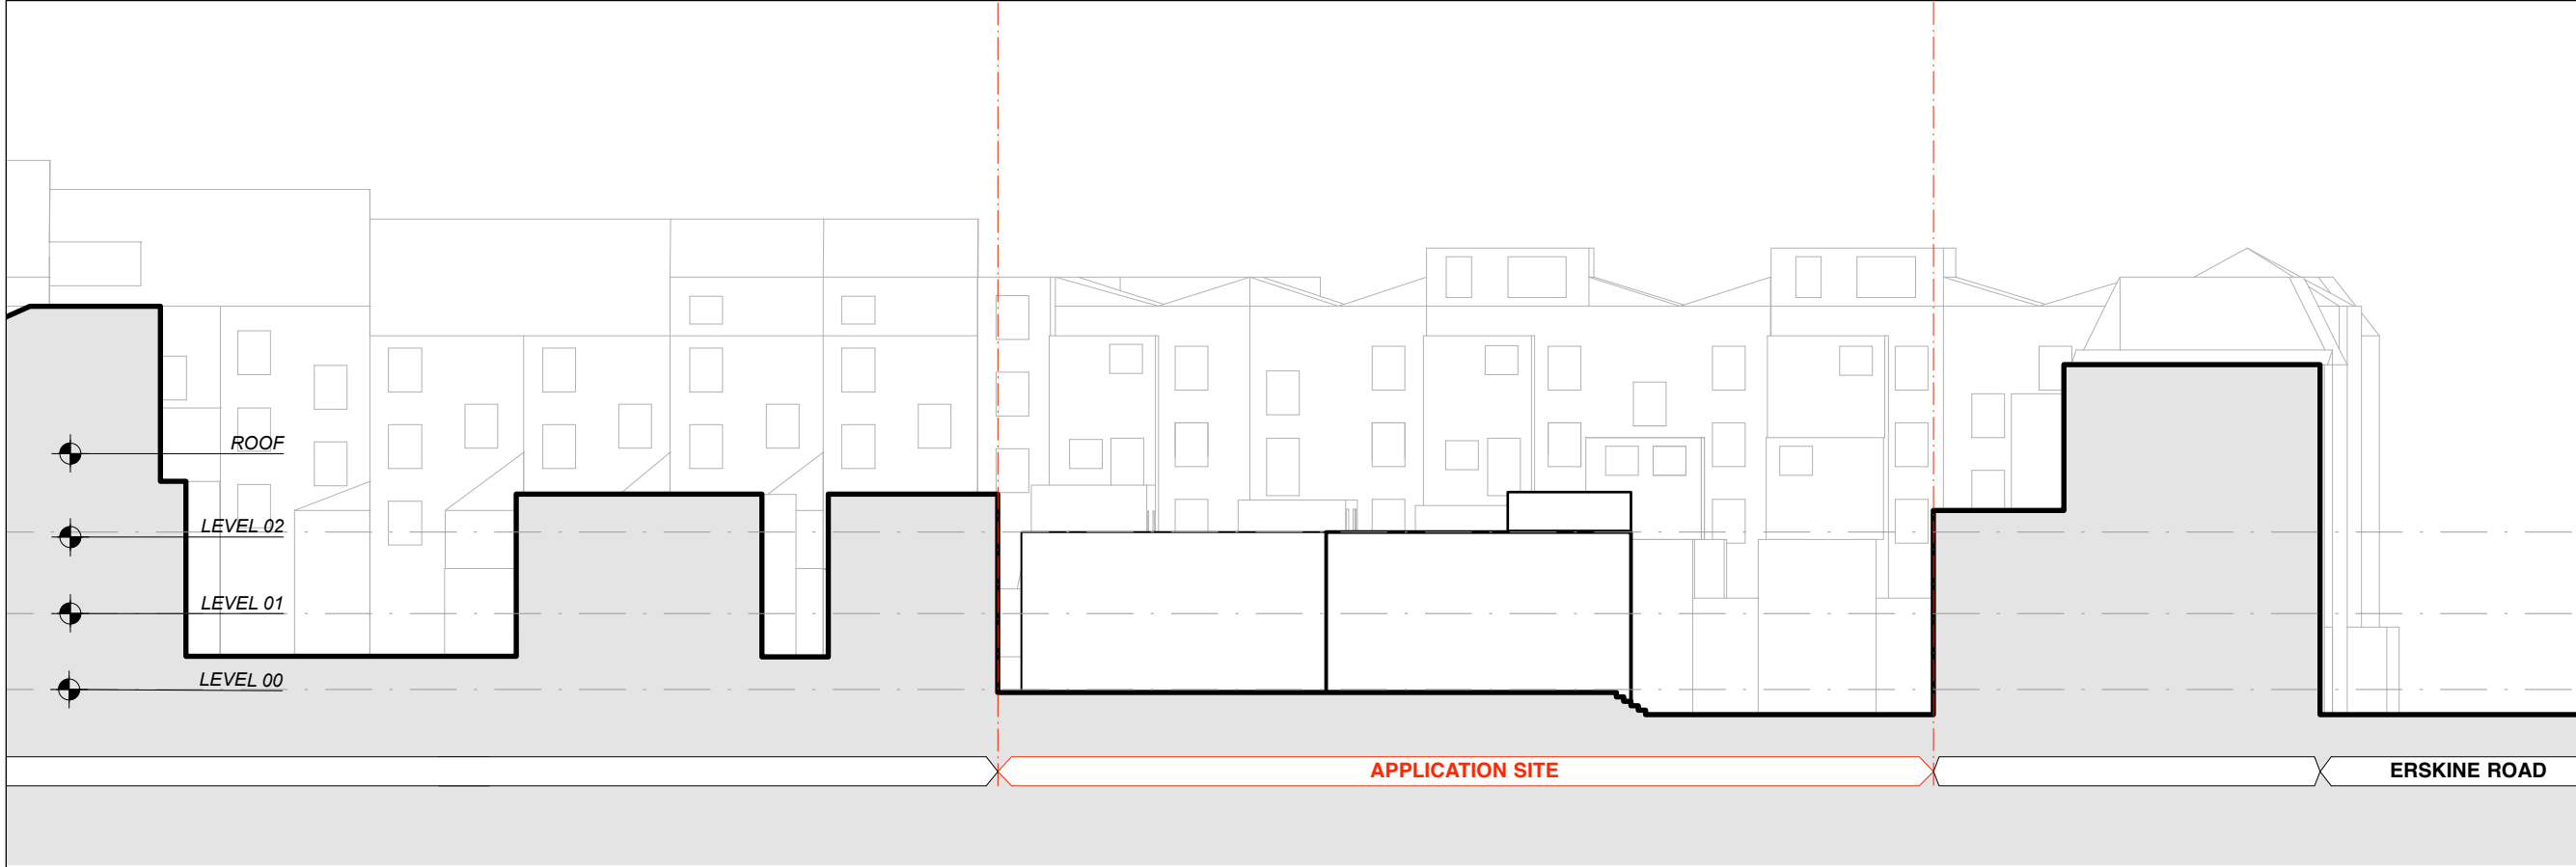 ROOF
LEVEL 02
LEVEL 01
LEVEL 00
APPLICATION SITE
ERSKINE ROAD